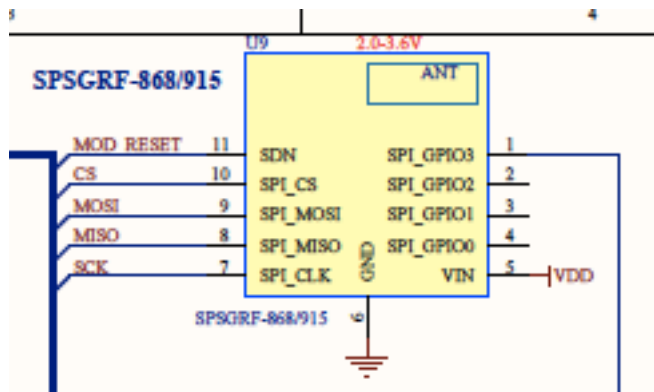 4
U9 2.0-3.6V
SPSGRF-868/915
ANT
MOD_RESET 11 SDN SPI_GPIO3 1
CS 10 SPI_CS SPI_GPIO2 2
MOSI 9 SPI_MOSI SPI_GPIO1 3
MISO 8 SPI_MISO SPI_GPIO0 4
SCK 7 SPI_CLK GND VIN 5 VDD
SPSGRF-868/915 6